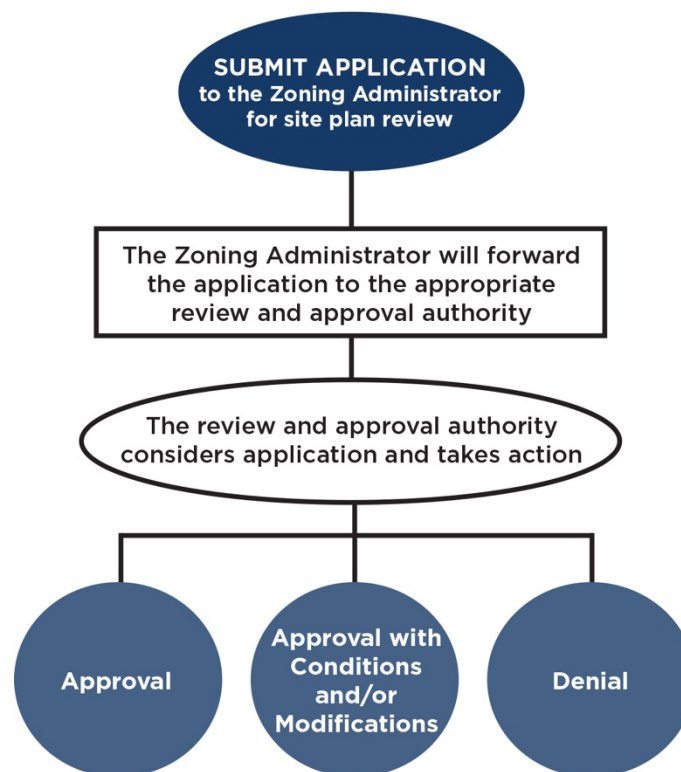 SUBMIT APPLICATION
to the Zoning Administrator
for site plan review
The Zoning Administrator will forward
the application to the appropriate
review and approval authority
The review and approval authority
considers application and takes action
Approval
Approval with
Conditions
and/or
Modifications
Denial